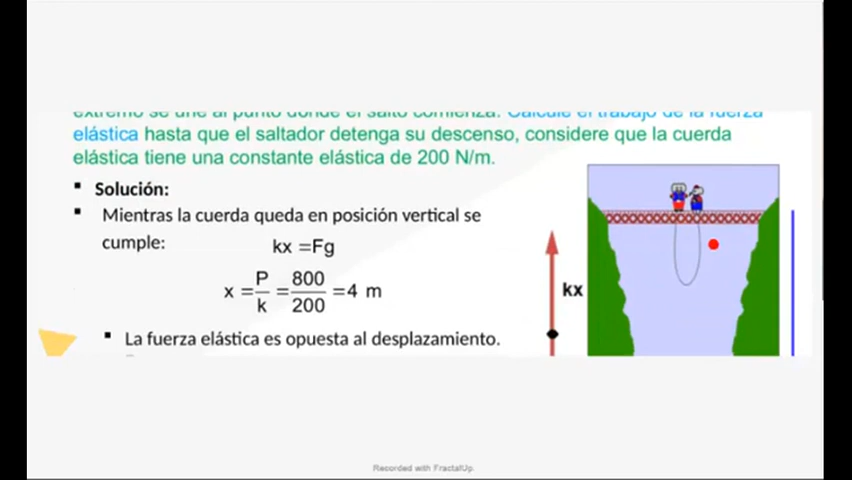 extremo se une al punto donde el salto comienza. Calcule el trabajo de la fuerza
elástica hasta que el saltador detenga su descenso, considere que la cuerda
elástica tiene una constante elástica de 200 N/m.
▪ Solución:
▪ Mientras la cuerda queda en posición vertical se
cumple:
kx =Fg
x = P/k = 800/200 = 4 m
kx
▪ La fuerza elástica es opuesta al desplazamiento.
Recorded with FractalUp.